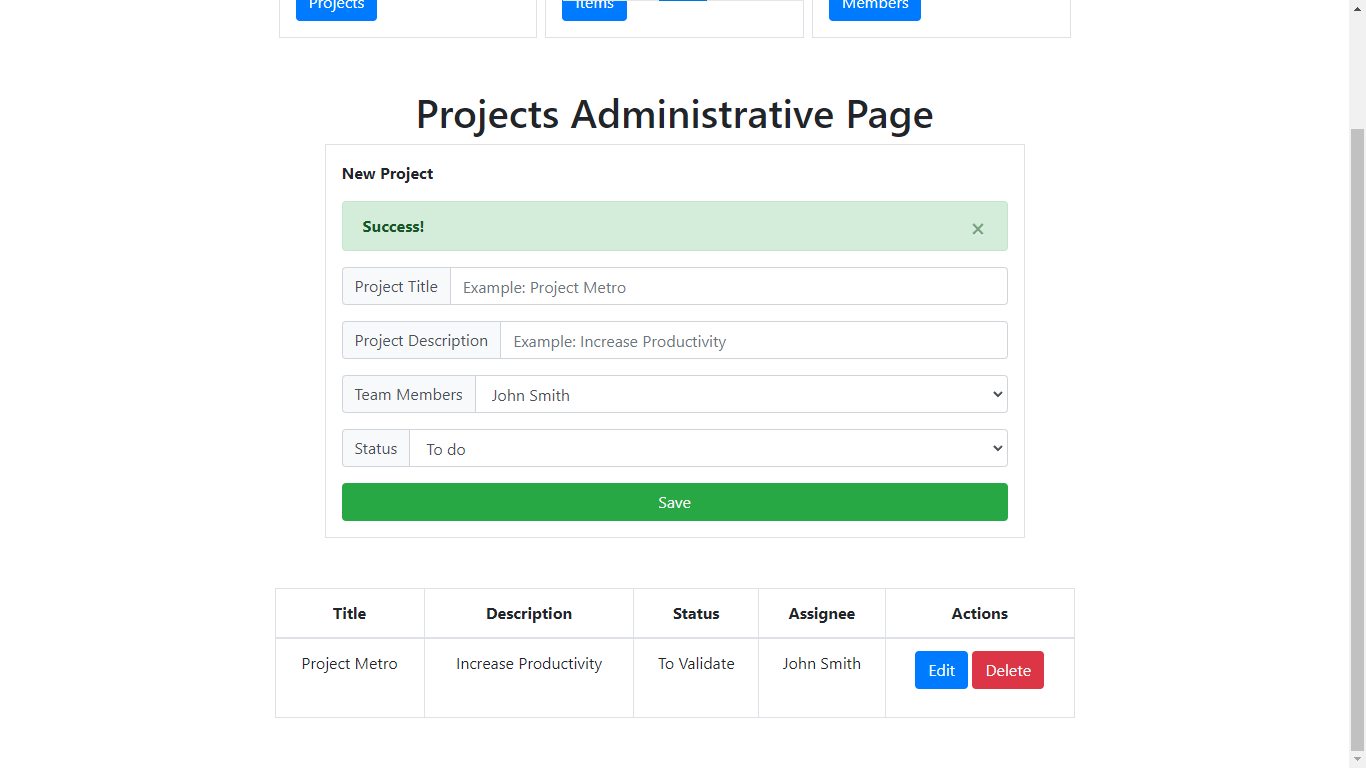 Projects Items Members
Projects Administrative Page
New Project
Success! ×
Project Title Example: Project Metro
Project Description Example: Increase Productivity
Team Members John Smith
Status To do
Save
Title Description Status Assignee Actions
Project Metro Increase Productivity To Validate John Smith Edit Delete